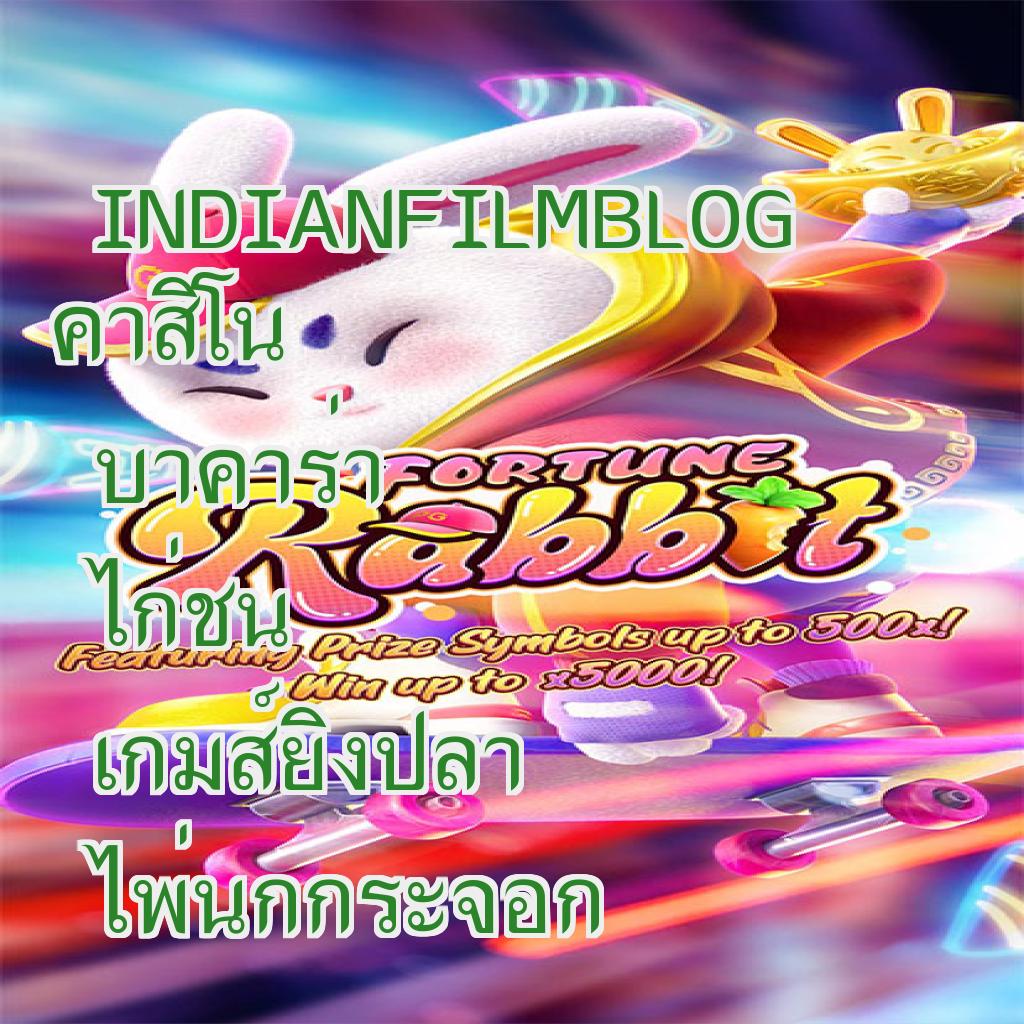 INDIANFILMBLOG
คาสิโน
บาคาร่า
FORTUNE
Rabbit
ไก่ชน
Featuring Prize Symbols up to 500x!
Win up to x5000!
เกมส์ยิงปลา
ไพ่นกกระจอก